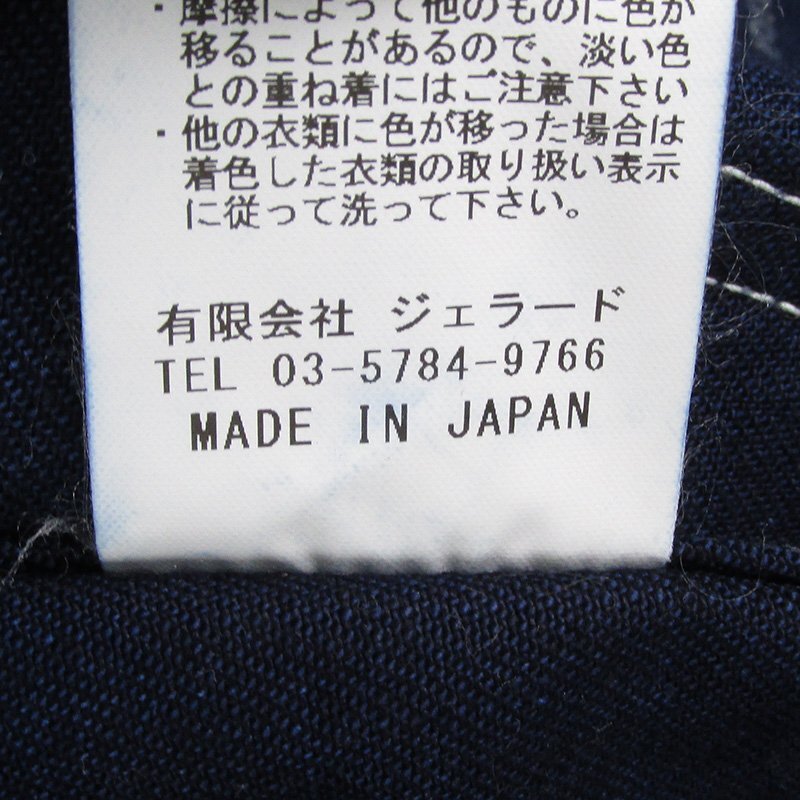 ・摩擦によって他のものに色が
移ることがあるので、淡い色
との重ね着にはご注意下さい
・他の衣類に色が移った場合は
着色した衣類の取り扱い表示
に従って洗って下さい。
有限会社 ジェラード
TEL 03-5784-9766
MADE IN JAPAN